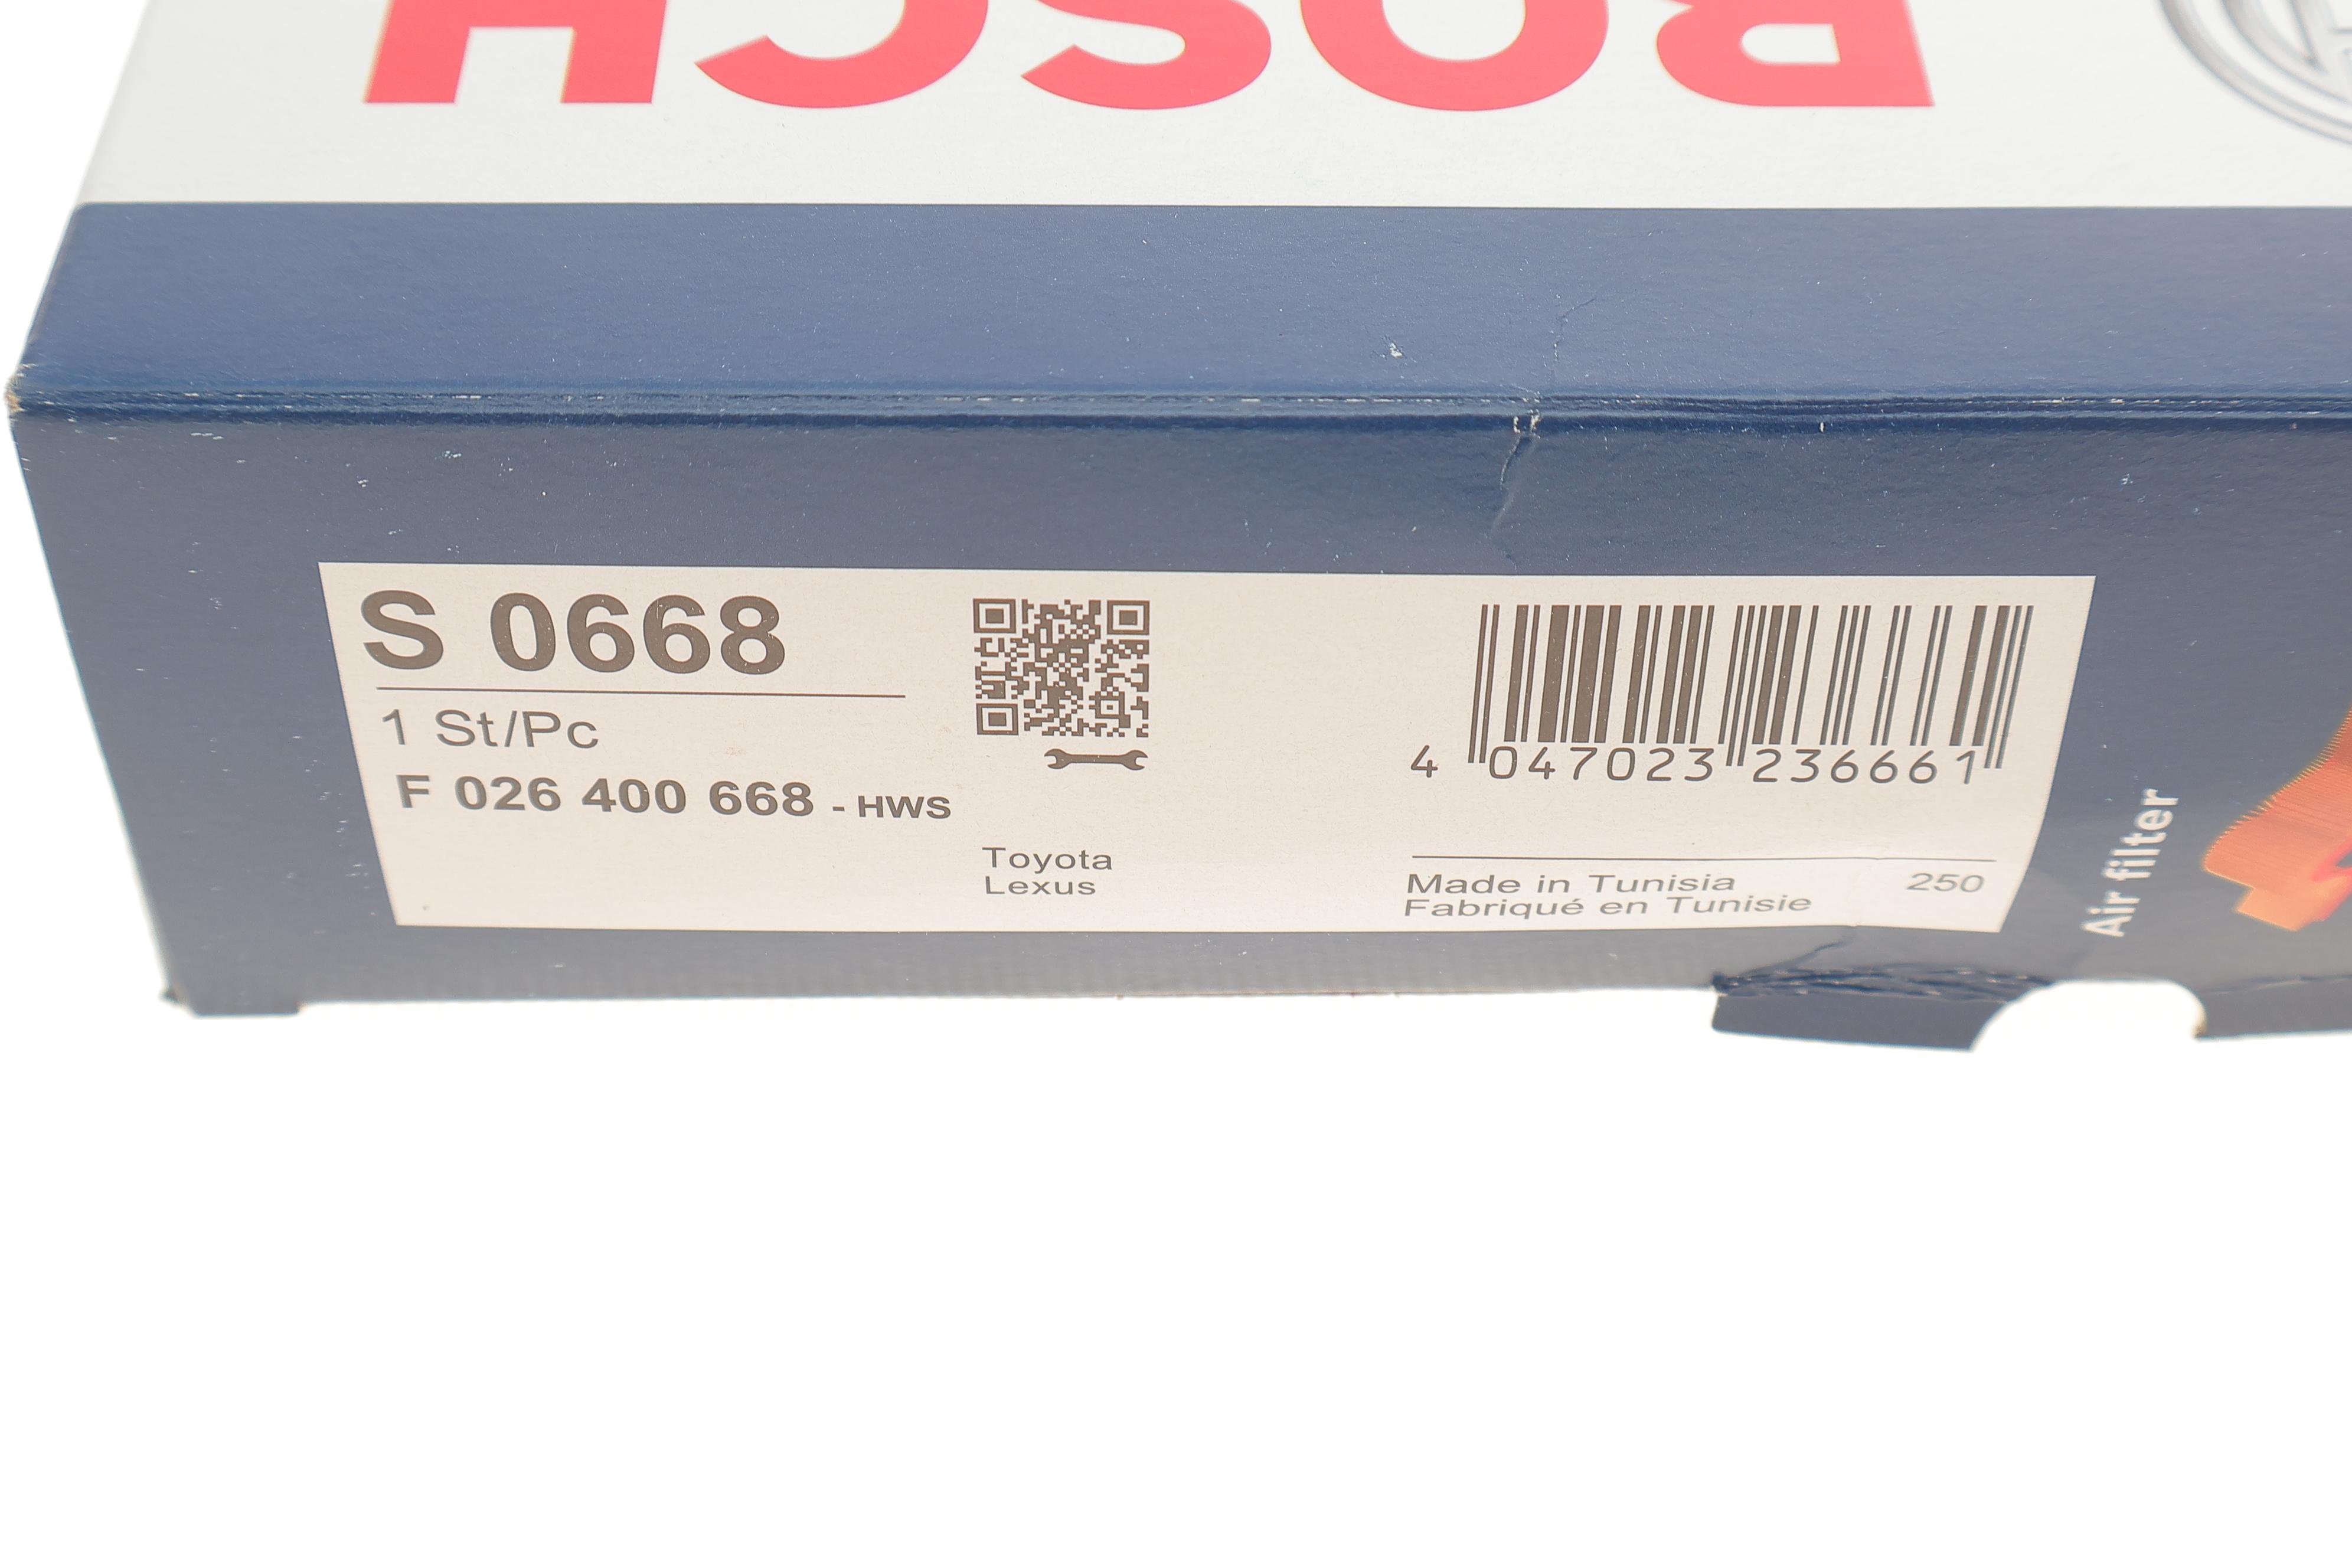 BOSCH
S 0668
1 St/Pc
F 026 400 668 - HWS
Toyota
Lexus
4 047023 236661
Made in Tunisia
Fabriqué en Tunisie
250
Air filter